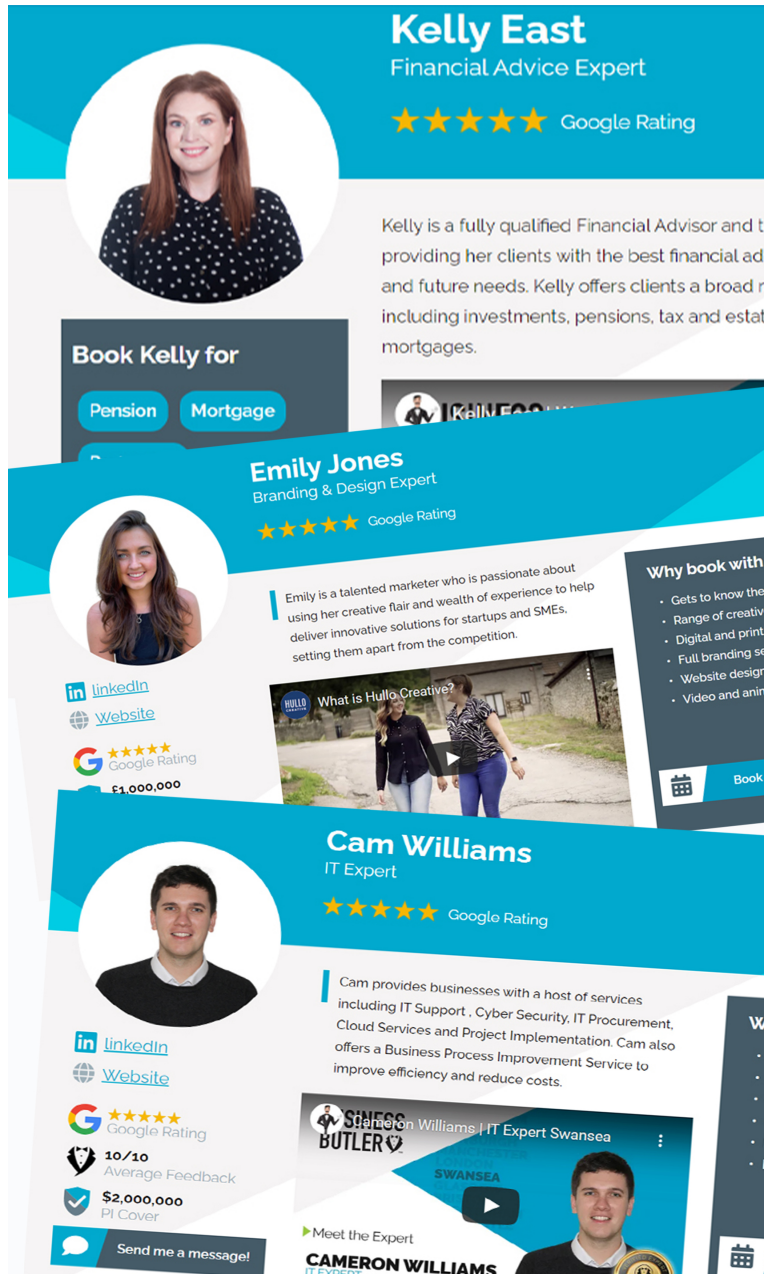 Kelly East
Financial Advice Expert
Google Rating
Kelly is a fully qualified Financial Advisor and
providing her clients with the best financial
and future needs. Kelly offers clients a broad
including investments, pensions, tax and
mortgages.
Book Kelly for
Pension Mortgage
Kelly
Emily Jones
Branding & Design Expert
Google Rating
Emily is a talented marketer who is passionate about
using her creative flair and wealth of experience to help
deliver innovative solutions for startups and SMEs,
setting them apart from the competition.
linkedIn
Website
Google Rating
£1,000,000
HULLO
CREATIVE
What is Hullo Creative?
Why book with
Gets to know the
Range of
Digital and print
Full branding
Website
Video and
Book
Cam Williams
IT Expert
Google Rating
Cam provides businesses with a host of services
including IT Support , Cyber Security, IT Procurement,
Cloud Services and Project Implementation. Cam also
offers a Business Process Improvement Service to
improve efficiency and reduce costs.
linkedIn
Website
Google Rating
10/10
Average Feedback
$2,000,000
PI Cover
Send me a message!
Cameron Williams | IT Expert Swansea
BUTLER
SWANSEA
Meet the Expert
CAMERON WILLIAMS
IT EXPERT